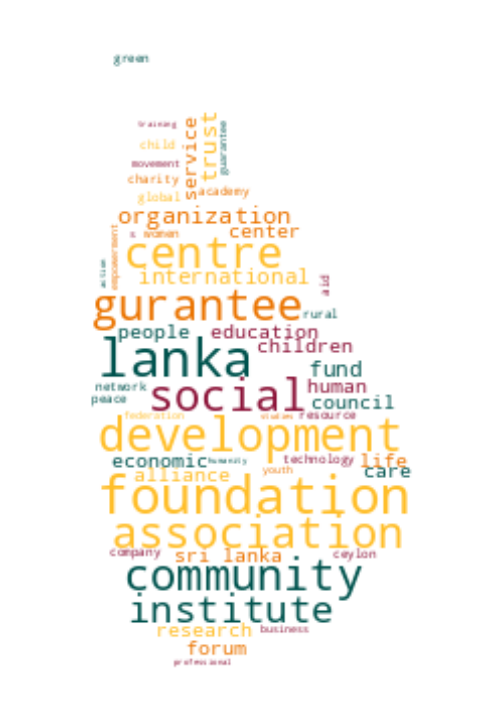 green
training
service
trust
guarantee
child
movement
charity
academy
global
organization
s
women
center
empowerment
centre
action
international
aid
gurantee
rural
people
education
lanka
children
fund
network
social
human
peace
council
federation
studies
resource
development
economic
humanity
technology
life
youth
care
alliance
foundation
association
company
sri lanka
ceylon
community
institute
research
business
forum
professional